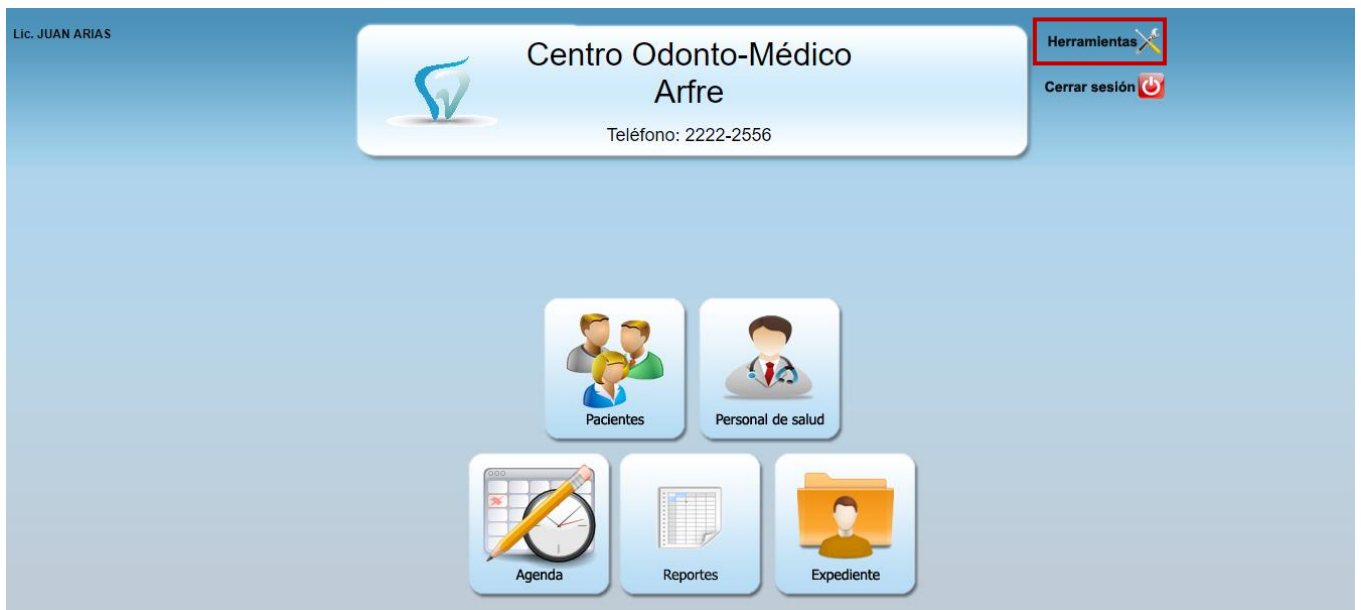 Lic. JUAN ARIAS
Centro Odonto-Médico
Arfre
Teléfono: 2222-2556
Herramientas
Cerrar sesión
Pacientes
Personal de salud
Agenda
Reportes
Expediente